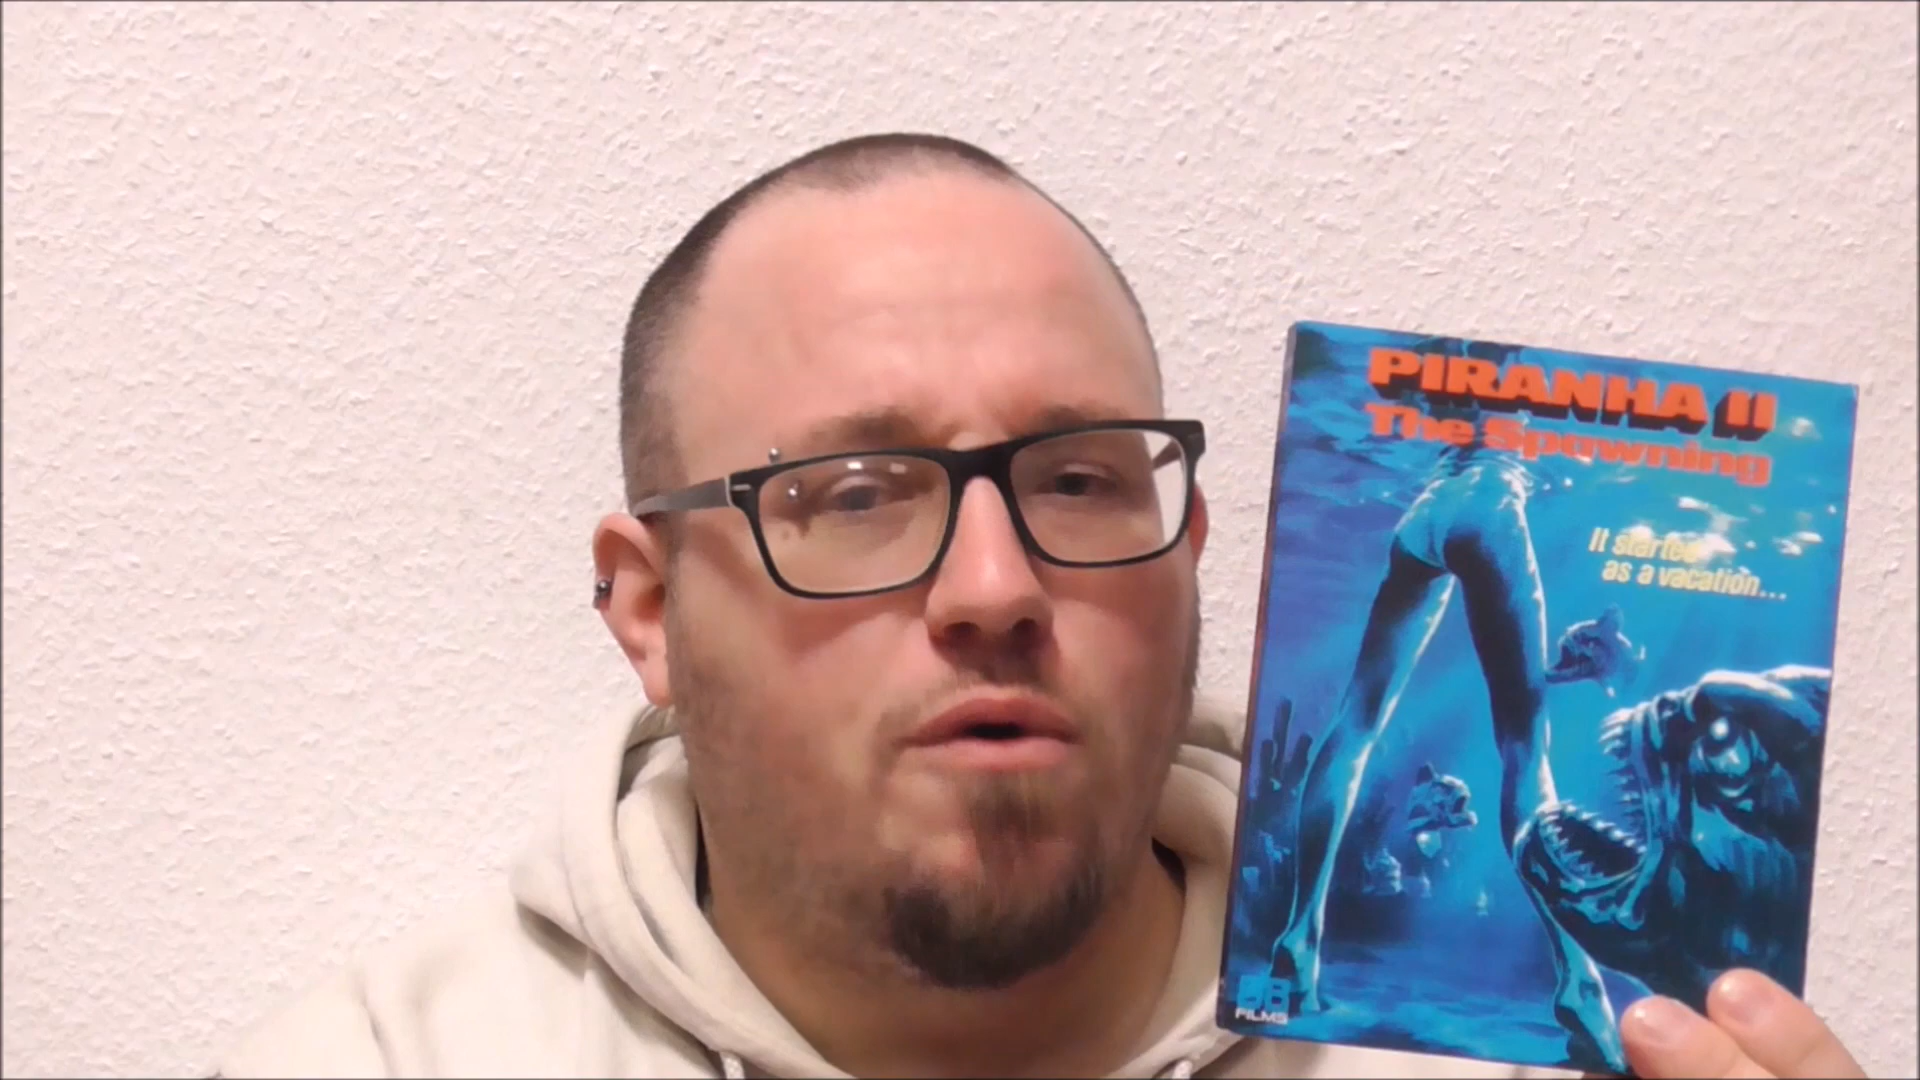 PIRANHA II
The Spawning
It started
as a vacation...
88
FILMS